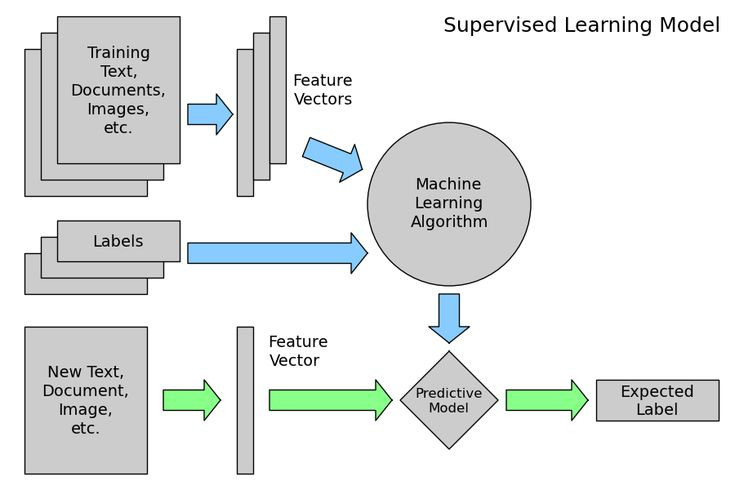 Supervised Learning Model
Training
Text,
Documents,
Images,
etc.
Feature
Vectors
Machine
Learning
Algorithm
Labels
Feature
Vector
New Text,
Document,
Image,
etc.
Predictive
Model
Expected
Label